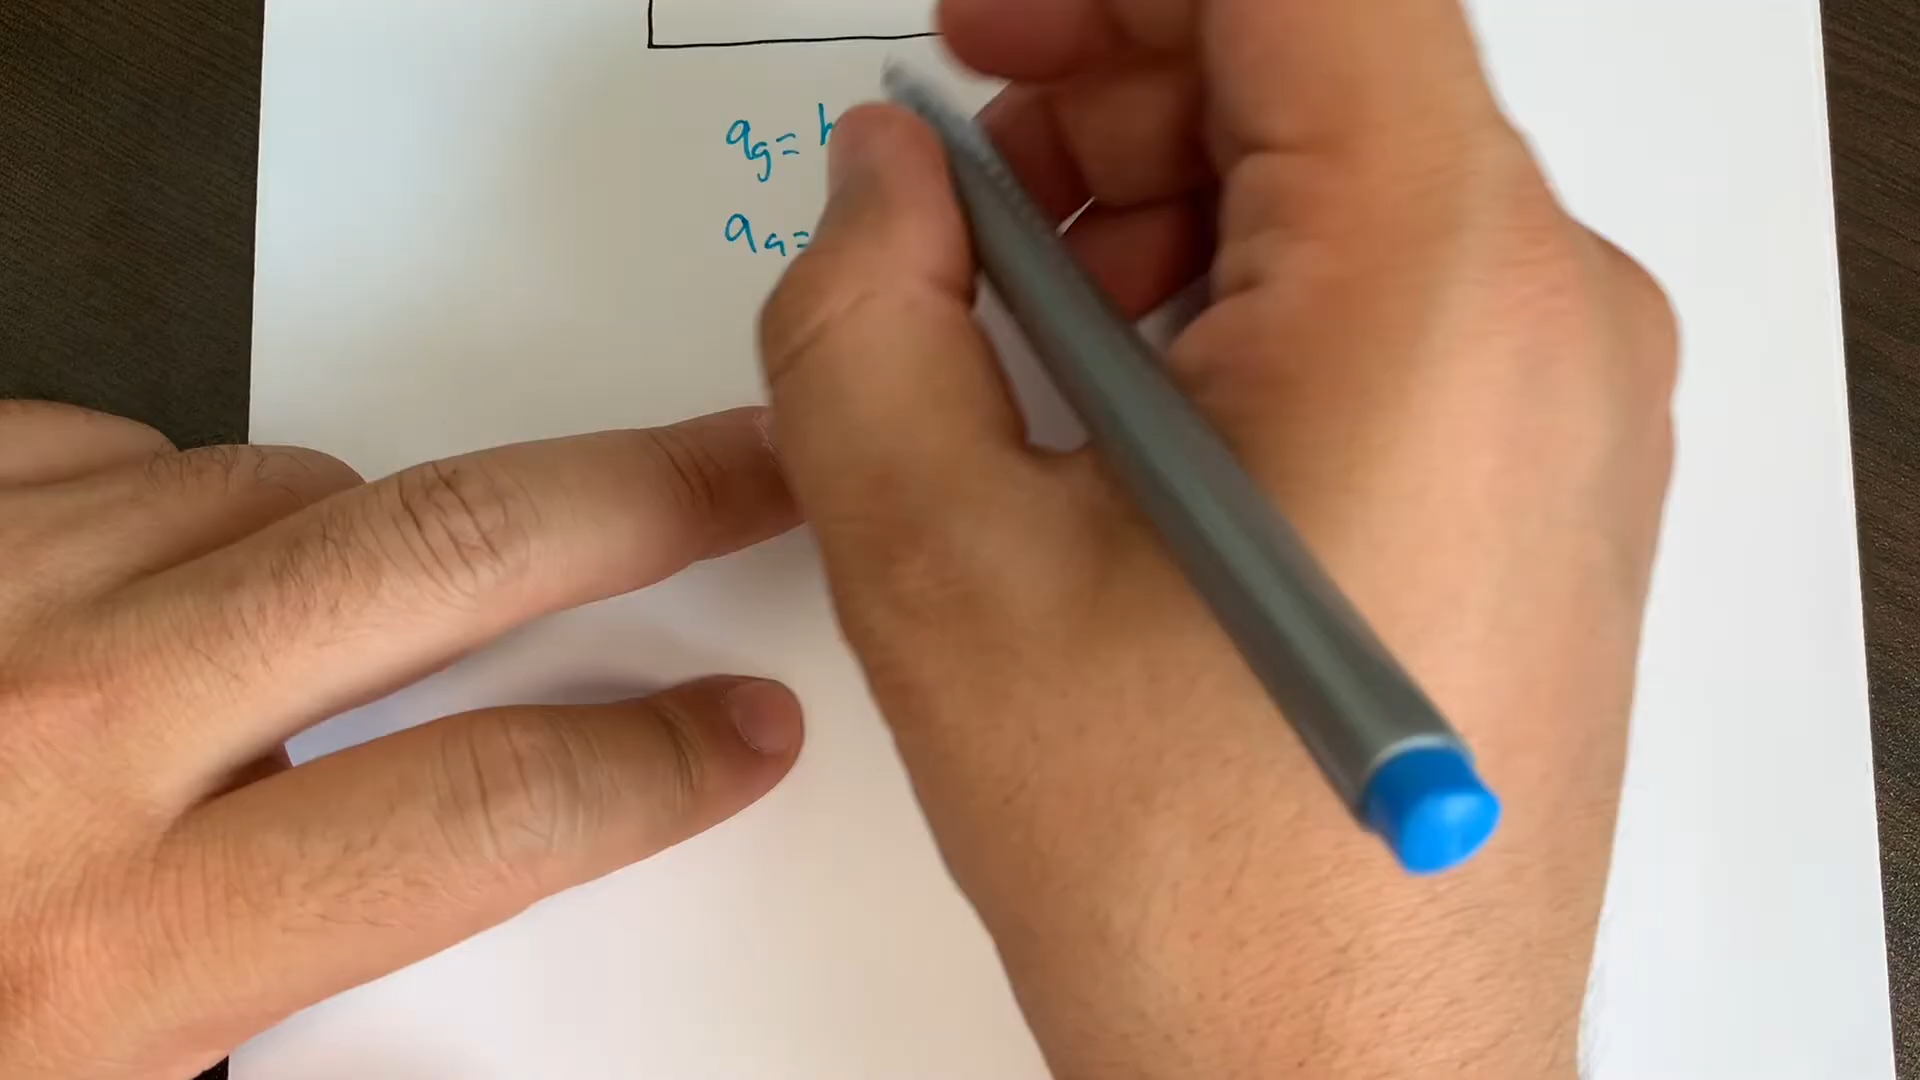 qg = h
qa =